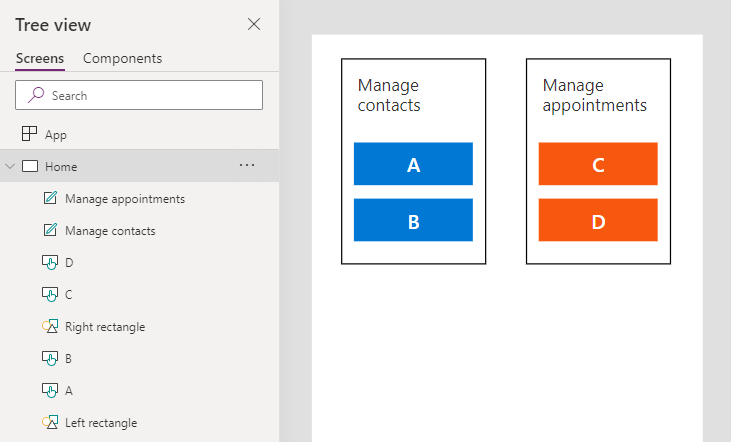 Tree view
Screens Components
Search
App
Home
Manage appointments
Manage contacts
D
C
Right rectangle
B
A
Left rectangle
Manage
contacts
A
B
Manage
appointments
C
D